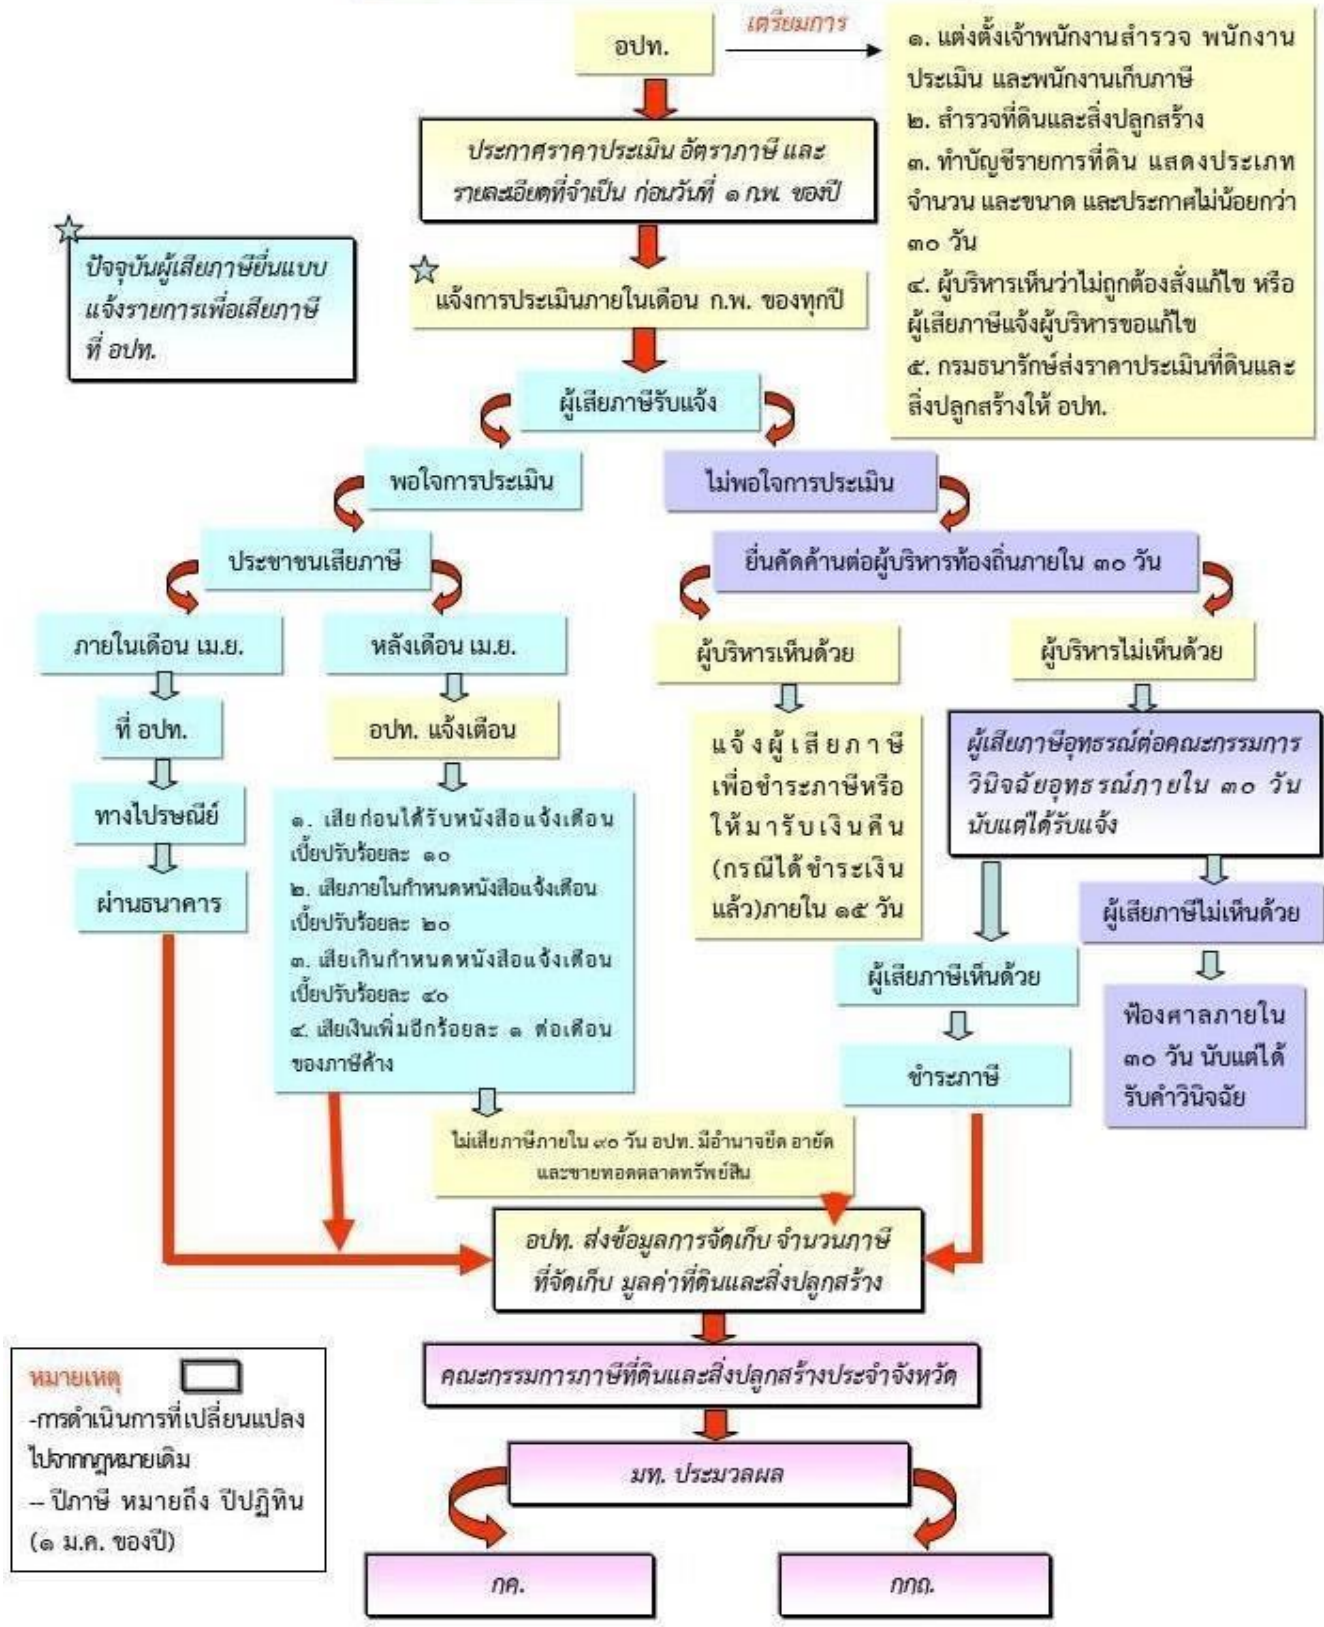 อปท.
เตรียมการ
๑. แต่งตั้งเจ้าพนักงานสำรวจ พนักงาน
ประเมิน และพนักงานเก็บภาษี
๒. สำรวจที่ดินและสิ่งปลูกสร้าง
๓. ทำบัญชีรายการที่ดิน แสดงประเภท
จำนวน และขนาด และประกาศไม่น้อยกว่า
๓๐ วัน
๔. ผู้บริหารเห็นว่าไม่ถูกต้องสั่งแก้ไข หรือ
ผู้เสียภาษีแจ้งผู้บริหารขอแก้ไข
๕. กรมธนารักษ์ส่งราคาประเมินที่ดินและ
สิ่งปลูกสร้างให้ อปท.
ประกาศราคาประเมิน อัตราภาษี และ
รายละเอียดที่จำเป็น ก่อนวันที่ ๑ ก.พ. ของปี
ปัจจุบันผู้เสียภาษียื่นแบบ
แจ้งรายการเพื่อเสียภาษี
ที่ อปท.
แจ้งการประเมินภายในเดือน ก.พ. ของทุกปี
ผู้เสียภาษีรับแจ้ง
พอใจการประเมิน
ไม่พอใจการประเมิน
ประชาชนเสียภาษี
ยื่นคัดค้านต่อผู้บริหารท้องถิ่นภายใน ๓๐ วัน
ภายในเดือน เม.ย.
หลังเดือน เม.ย.
ผู้บริหารเห็นด้วย
ผู้บริหารไม่เห็นด้วย
ที่ อปท.
ทางไปรษณีย์
ผ่านธนาคาร
อปท. แจ้งเตือน
๑. เสียก่อนได้รับหนังสือแจ้งเตือน
เบี้ยปรับร้อยละ ๑๐
๒. เสียภายในกำหนดหนังสือแจ้งเตือน
เบี้ยปรับร้อยละ ๒๐
๓. เสียเกินกำหนดหนังสือแจ้งเตือน
เบี้ยปรับร้อยละ ๔๐
๔. เสียเงินเพิ่มอีกร้อยละ ๑ ต่อเดือน
ของภาษีค้าง
แจ้งผู้เสียภาษี
เพื่อชำระภาษีหรือ
ให้มารับเงินคืน
(กรณีได้ชำระเงิน
แล้ว)ภายใน ๑๕ วัน
ผู้เสียภาษีอุทธรณ์ต่อคณะกรรมการ
วินิจฉัยอุทธรณ์ภายใน ๓๐ วัน
นับแต่ได้รับแจ้ง
ผู้เสียภาษีไม่เห็นด้วย
ผู้เสียภาษีเห็นด้วย
ฟ้องศาลภายใน
๓๐ วัน นับแต่ได้
รับคำวินิจฉัย
ชำระภาษี
ไม่เสียภาษีภายใน ๙๐ วัน อปท. มีอำนาจยึด อายัด
และขายทอดตลาดทรัพย์สิน
อปท. ส่งข้อมูลการจัดเก็บ จำนวนภาษี
ที่จัดเก็บ มูลค่าที่ดินและสิ่งปลูกสร้าง
คณะกรรมการภาษีที่ดินและสิ่งปลูกสร้างประจำจังหวัด
มท. ประมวลผล
กค.
กกถ.
หมายเหตุ
-การดำเนินการที่เปลี่ยนแปลง
ไปจากกฎหมายเดิม
-- ปีภาษี หมายถึง ปีปฏิทิน
(๑ ม.ค. ของปี)